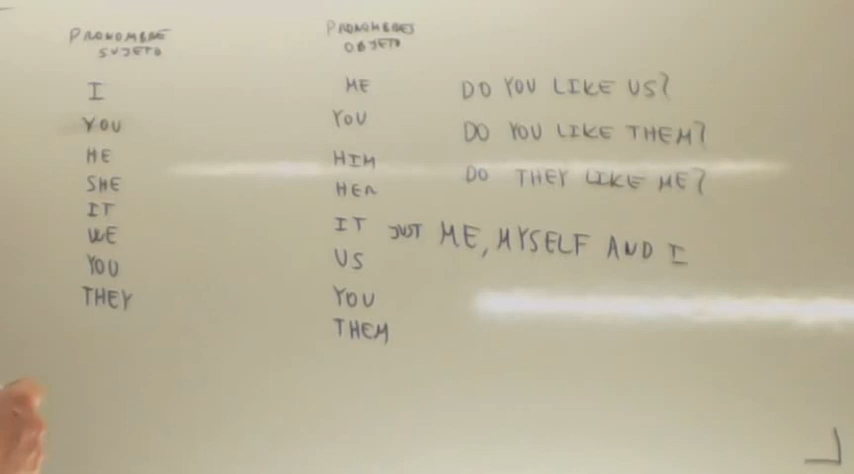 PRONOMBRE
SUJETO
I
YOU
HE
SHE
IT
WE
YOU
THEY
PRONOMBRES
OBJETO
ME
YOU
HIM
HER
IT
US
YOU
THEM
DO YOU LIKE US?
DO YOU LIKE THEM?
DO THEY LIKE ME?
JUST ME, MYSELF AND I